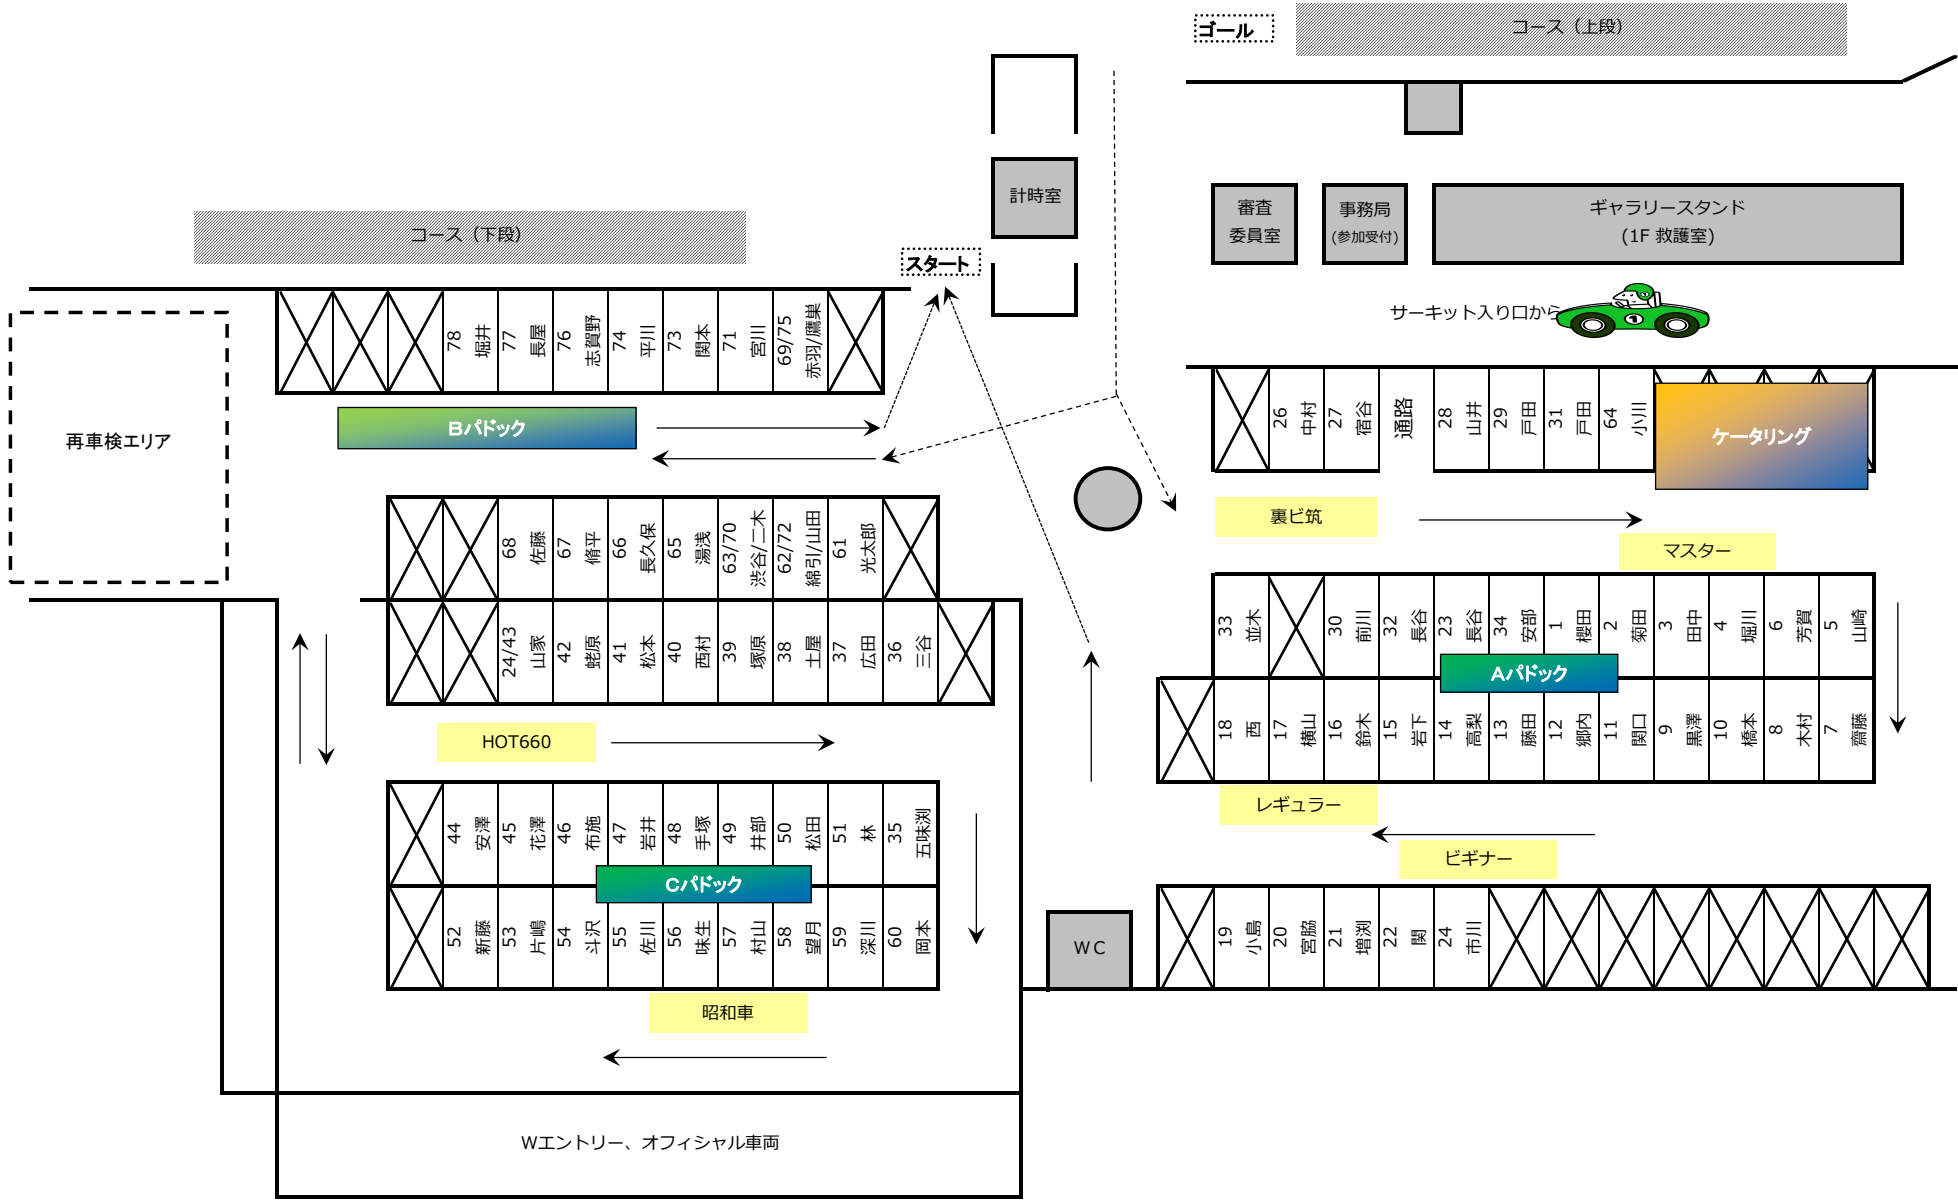 ゴール
コース（上段）
計時室
審査
委員室
事務局
(参加受付)
ギャラリースタンド
(1F 救護室)
コース（下段）
スタート
サーキット入り口から
1
再車検エリア
78 堀井
77 長屋
76 志賀野
74 平川
73 関本
71 宮川
69/75 赤羽/鷹巣
Bパドック
26 中村
27 宿谷
通路
28 山井
29 戸田
31 戸田
64 小川
ケータリング
裏ビ筑
マスター
68 佐藤
67 脩平
66 長久保
65 湯浅
63/70 渋谷/二木
62/72 綿引/山田
61 光太郎
24/43 山家
42 蛯原
41 松本
40 西村
39 塚原
38 土屋
37 広田
36 三谷
33 並木
30 前川
32 長谷
23 長谷
34 安部
1 櫻田
2 菊田
3 田中
4 堀川
6 芳賀
5 山崎
Aパドック
18 西
17 横山
16 鈴木
15 岩下
14 高梨
13 藤田
12 郷内
11 関口
9 黒澤
10 橋本
8 木村
7 齋藤
HOT660
レギュラー
ビギナー
44 安澤
45 花澤
46 布施
47 岩井
48 手塚
49 井部
50 松田
51 林
35 五味渕
Cパドック
52 新藤
53 片嶋
54 斗沢
55 佐川
56 味生
57 村山
58 望月
59 深川
60 岡本
WC
19 小島
20 宮脇
21 増渕
22 関
24 市川
昭和車
Wエントリー、オフィシャル車両